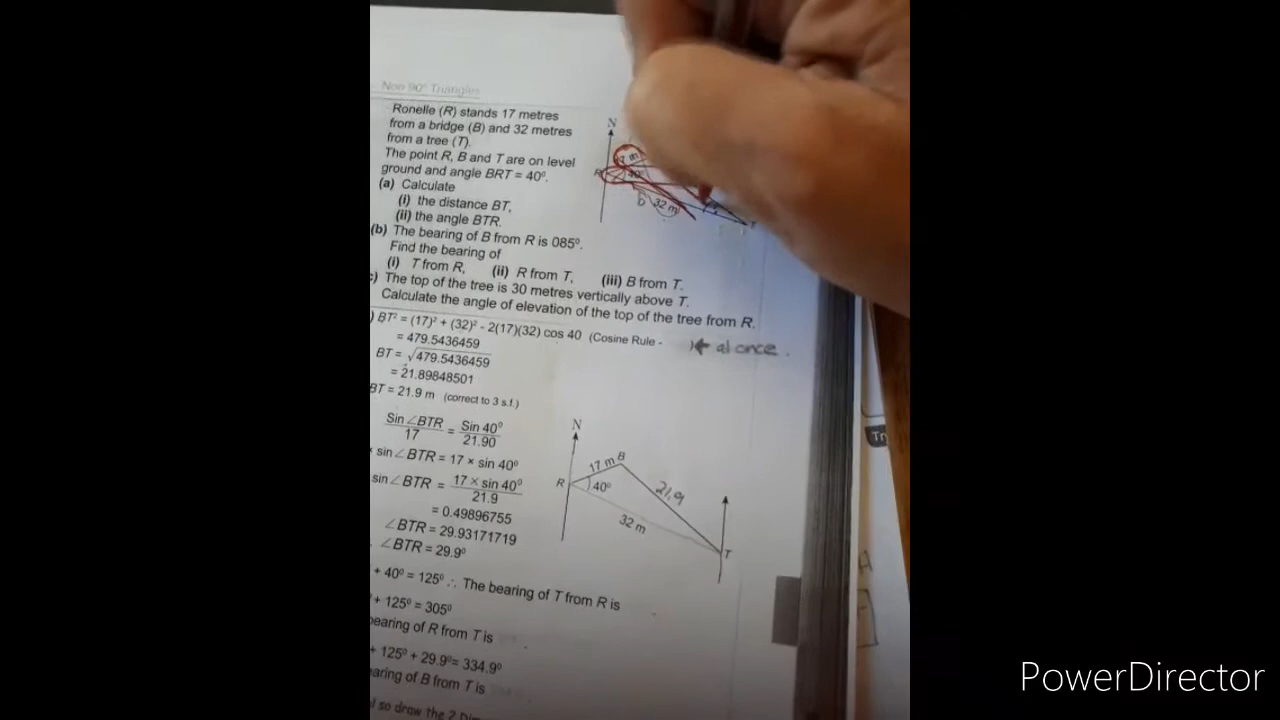 Non 90° Triangles
Ronelle (R) stands 17 metres
from a bridge (B) and 32 metres
from a tree (T).
The point R, B and T are on level
ground and angle BRT = 40°.
(a) Calculate
(i) the distance BT,
(ii) the angle BTR.
(b) The bearing of B from R is 085°.
Find the bearing of
(i) T from R, (ii) R from T, (iii) B from T.
) The top of the tree is 30 metres vertically above T.
Calculate the angle of elevation of the top of the tree from R.
N
R
7 m
40°
b
32 m
) BT² = (17)² + (32)² - 2(17)(32) cos 40 (Cosine Rule - ) ← at once.
= 479.5436459
BT = √479.5436459
= 21.89848501
BT = 21.9 m (correct to 3 s.f.)
Sin ∠BTR / 17 = Sin 40° / 21.90
× sin ∠BTR = 17 × sin 40°
sin ∠BTR = 17 × sin 40° / 21.9
= 0.49896755
∠BTR = 29.93171719
∠BTR = 29.9°
N
17 m B
R
40°
21.9
32 m
T
+ 40° = 125° ∴ The bearing of T from R is
+ 125° = 305°
bearing of R from T is
+ 125° + 29.9° = 334.9°
earing of B from T is
so draw the 2
PowerDirector